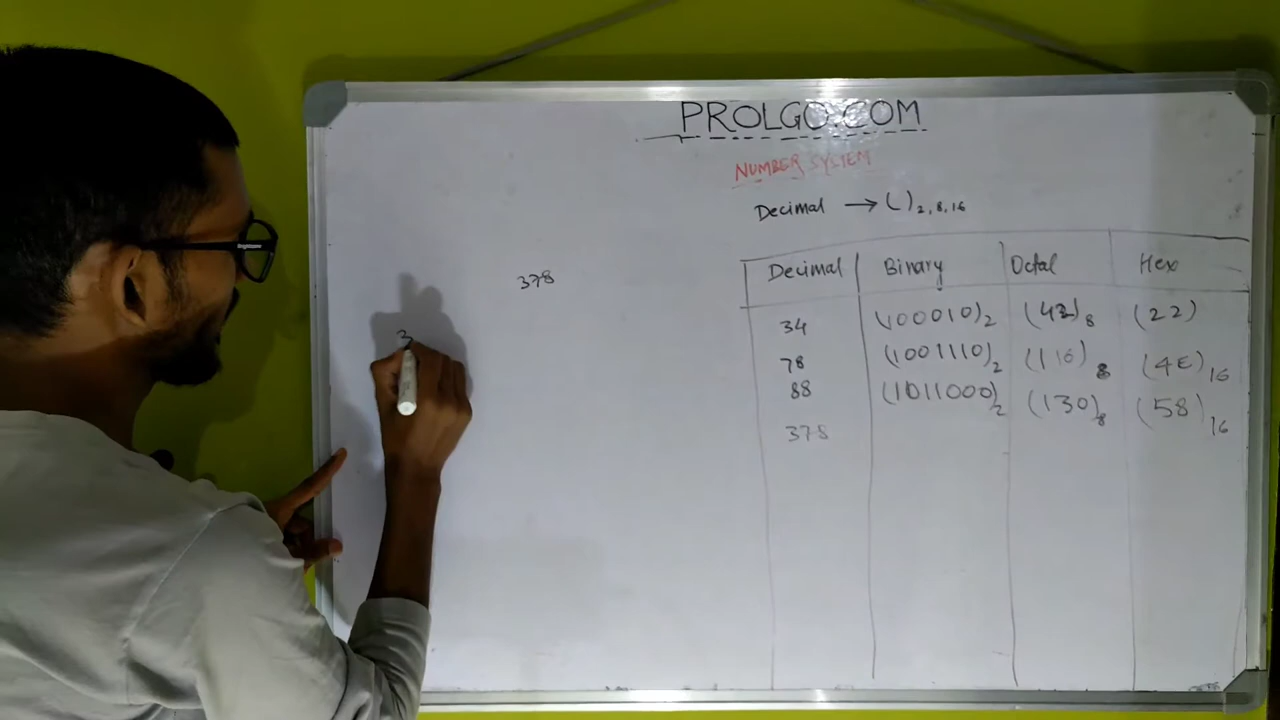 PROLGO.COM
NUMBER SYSTEM
Decimal → ( )2,8,16
378
Decimal Binary Octal Hex
34 (100010)2 (42)8 (22)
78 (1001110)2 (116)8 (4E)16
88 (1011000)2 (130)8 (58)16
378